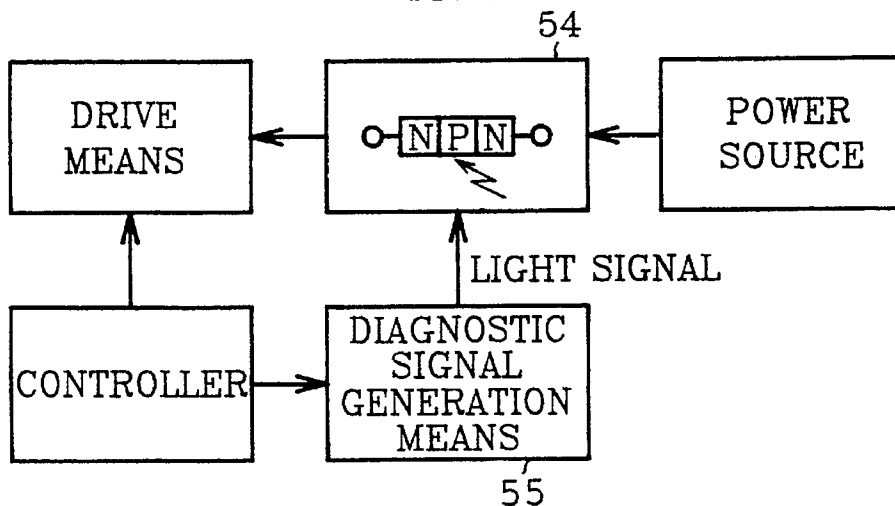 54
DRIVE
MEANS
N P N
POWER
SOURCE
LIGHT SIGNAL
CONTROLLER
DIAGNOSTIC
SIGNAL
GENERATION
MEANS
55